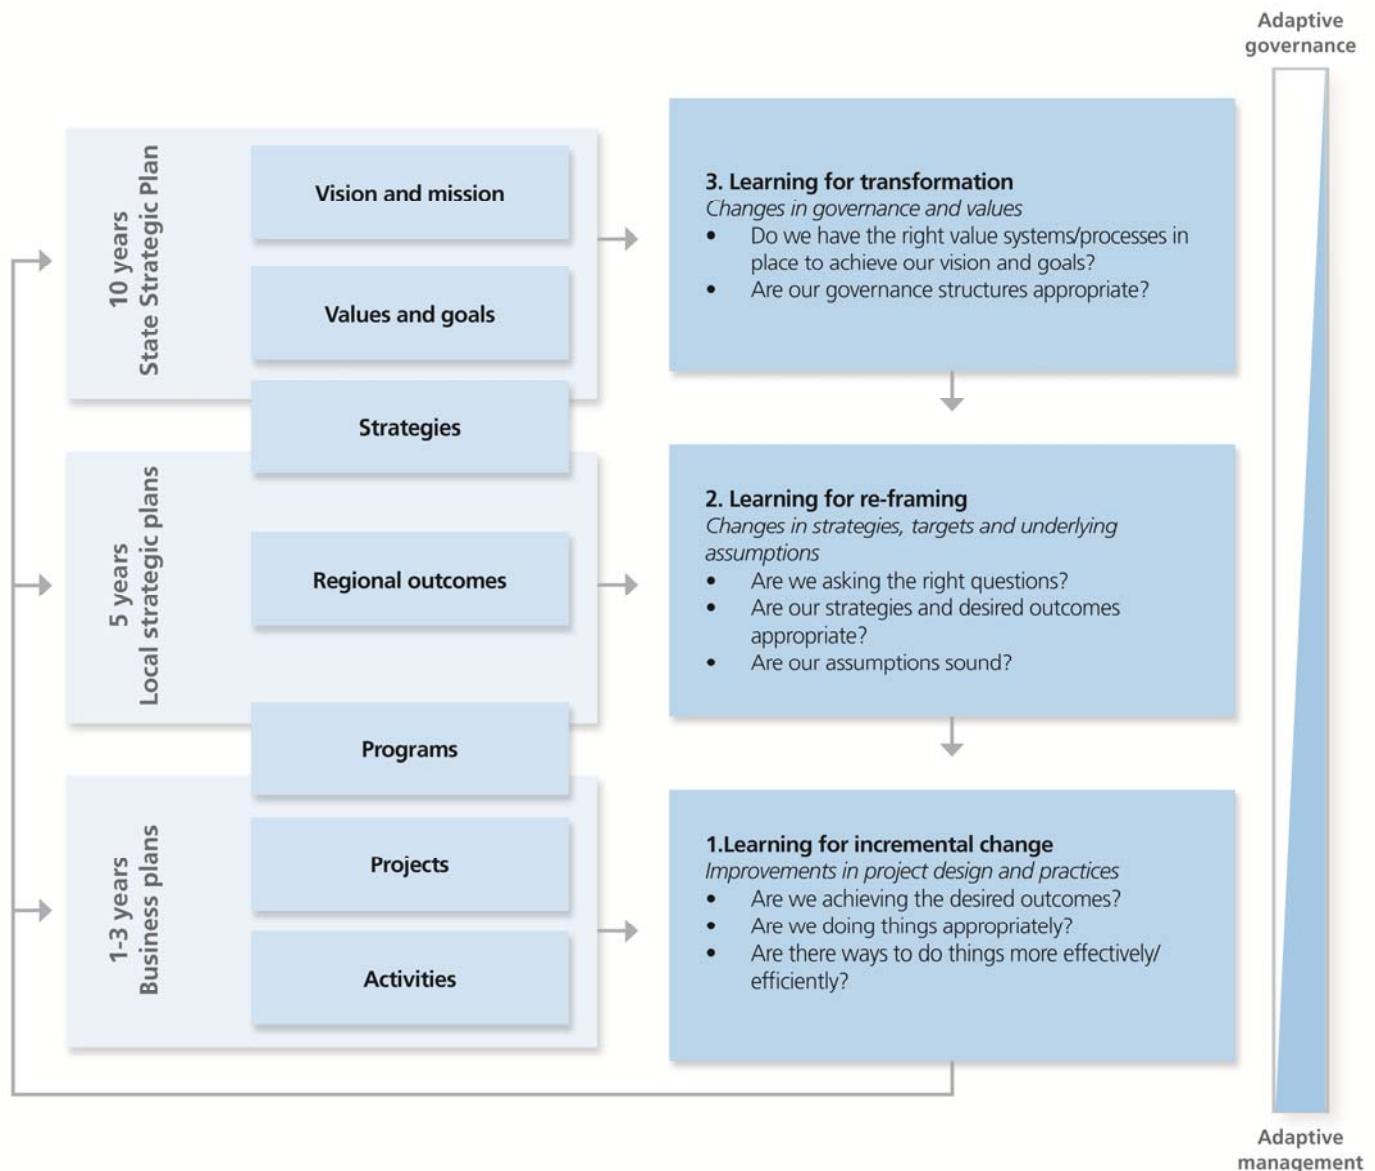 Adaptive
governance
10 years
State Strategic Plan
Vision and mission
Values and goals
Strategies
3. Learning for transformation
Changes in governance and values
• Do we have the right value systems/processes in
place to achieve our vision and goals?
• Are our governance structures appropriate?
5 years
Local strategic plans
Regional outcomes
Programs
2. Learning for re-framing
Changes in strategies, targets and underlying
assumptions
• Are we asking the right questions?
• Are our strategies and desired outcomes
appropriate?
• Are our assumptions sound?
1-3 years
Business plans
Projects
Activities
1.Learning for incremental change
Improvements in project design and practices
• Are we achieving the desired outcomes?
• Are we doing things appropriately?
• Are there ways to do things more effectively/
efficiently?
Adaptive
management